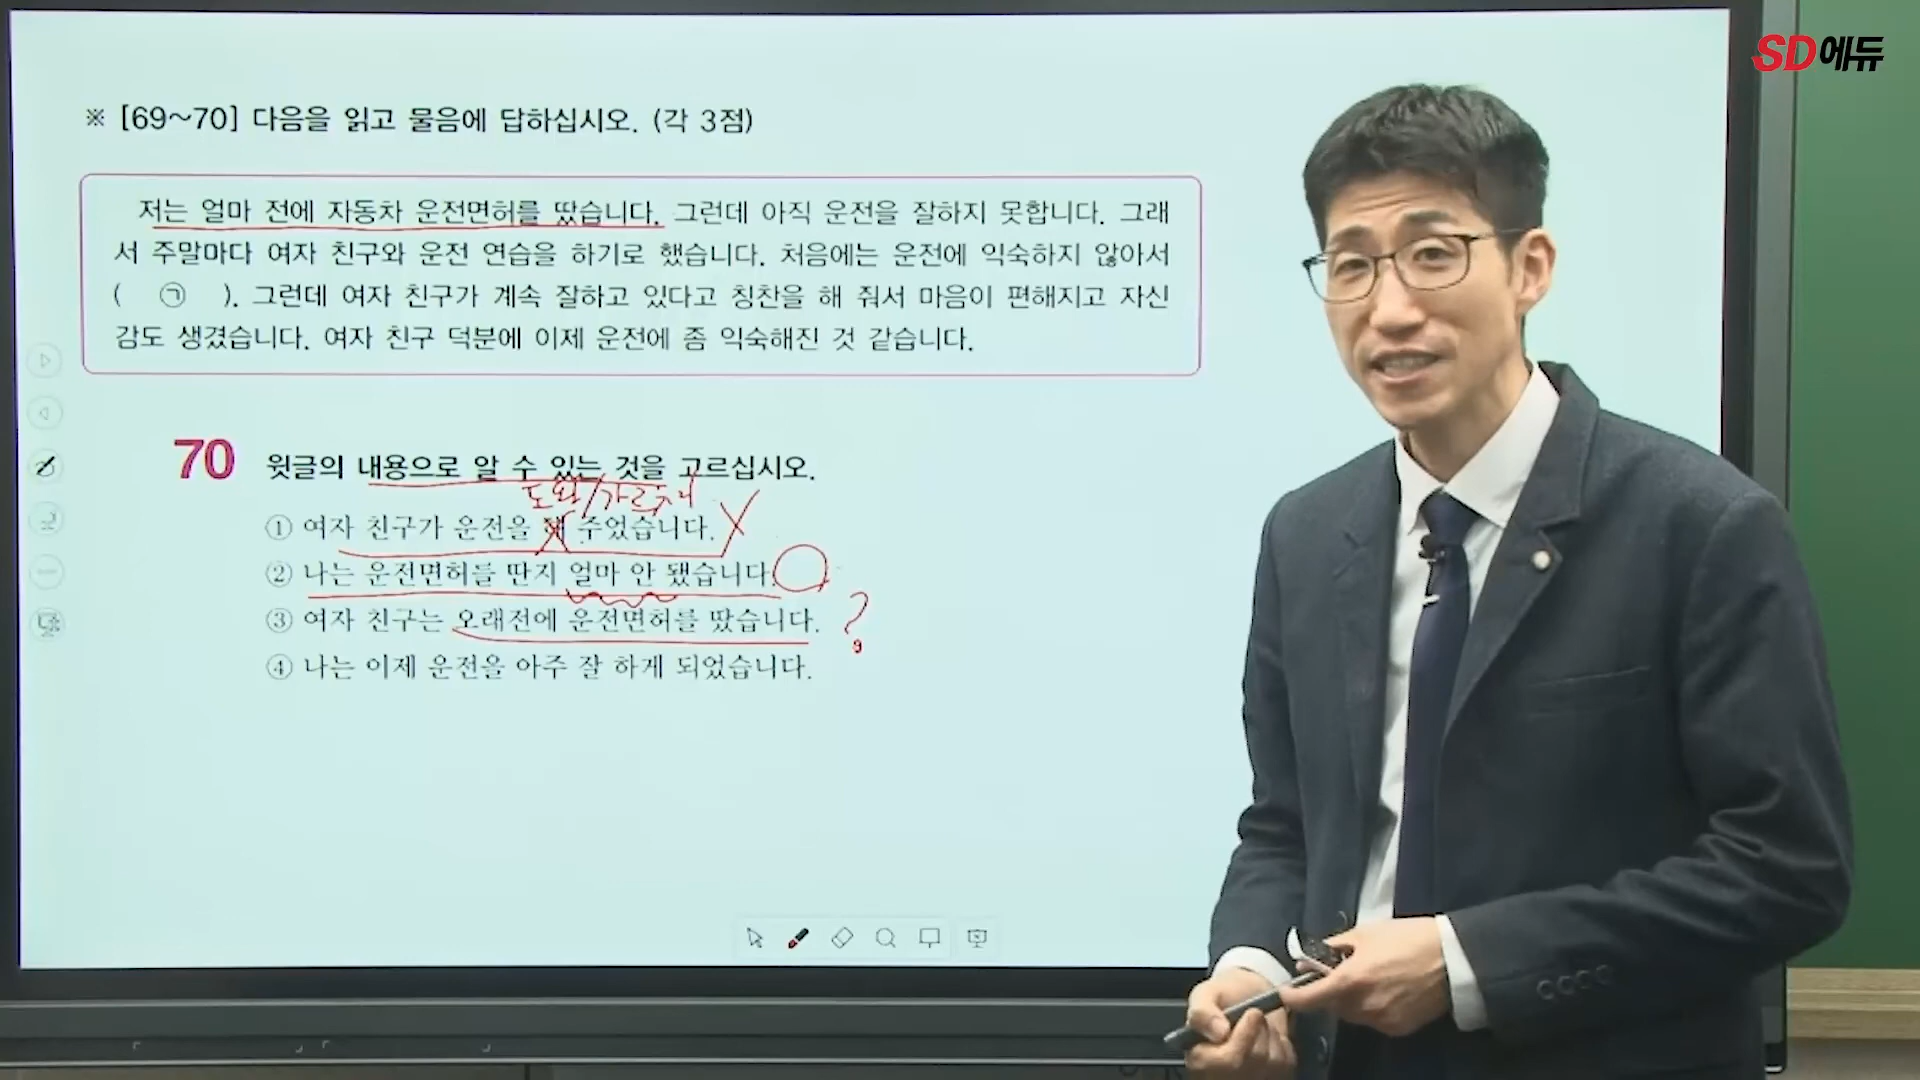 SD에듀
※ [69~70] 다음을 읽고 물음에 답하십시오. (각 3점)
저는 얼마 전에 자동차 운전면허를 땄습니다. 그런데 아직 운전을 잘하지 못합니다. 그래
서 주말마다 여자 친구와 운전 연습을 하기로 했습니다. 처음에는 운전에 익숙하지 않아서
( ㉠ ). 그런데 여자 친구가 계속 잘하고 있다고 칭찬을 해 줘서 마음이 편해지고 자신
감도 생겼습니다. 여자 친구 덕분에 이제 운전에 좀 익숙해진 것 같습니다.
70 윗글의 내용으로 알 수 있는 것을 고르십시오.
도와/가르쳐
① 여자 친구가 운전을 해 주었습니다. X
② 나는 운전면허를 딴지 얼마 안 됐습니다.
③ 여자 친구는 오래전에 운전면허를 땄습니다. ?
④ 나는 이제 운전을 아주 잘 하게 되었습니다.